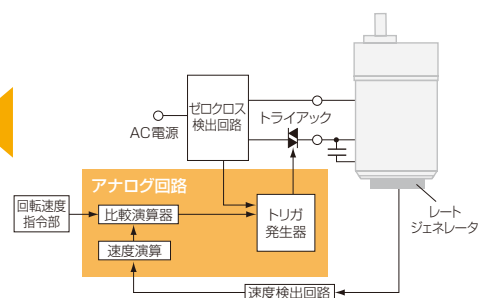 ゼロクロス
検出回路
トライアック
AC電源
アナログ回路
回転速度
指令部
比較演算器
トリガ
発生器
速度演算
レート
ジェネレータ
速度検出回路